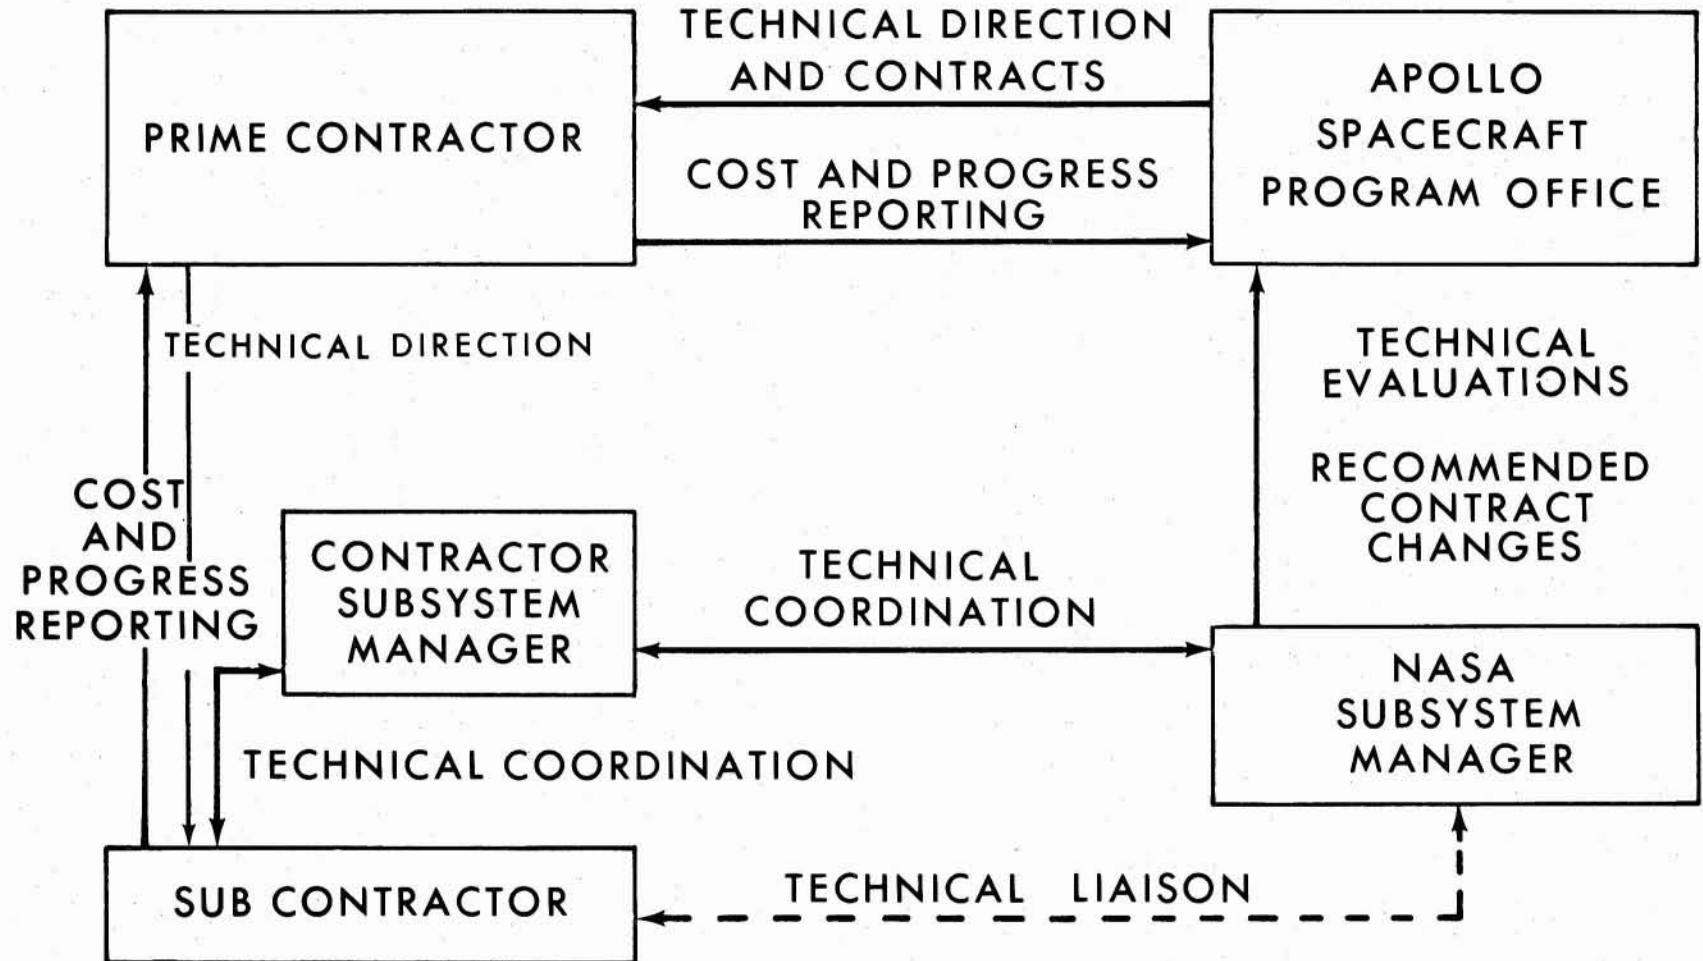 TECHNICAL DIRECTION
AND CONTRACTS
PRIME CONTRACTOR
APOLLO
SPACECRAFT
PROGRAM OFFICE
COST AND PROGRESS
REPORTING
TECHNICAL DIRECTION
TECHNICAL
EVALUATIONS
RECOMMENDED
CONTRACT
CHANGES
COST
AND
PROGRESS
REPORTING
CONTRACTOR
SUBSYSTEM
MANAGER
TECHNICAL
COORDINATION
NASA
SUBSYSTEM
MANAGER
TECHNICAL COORDINATION
SUB CONTRACTOR
TECHNICAL LIAISON